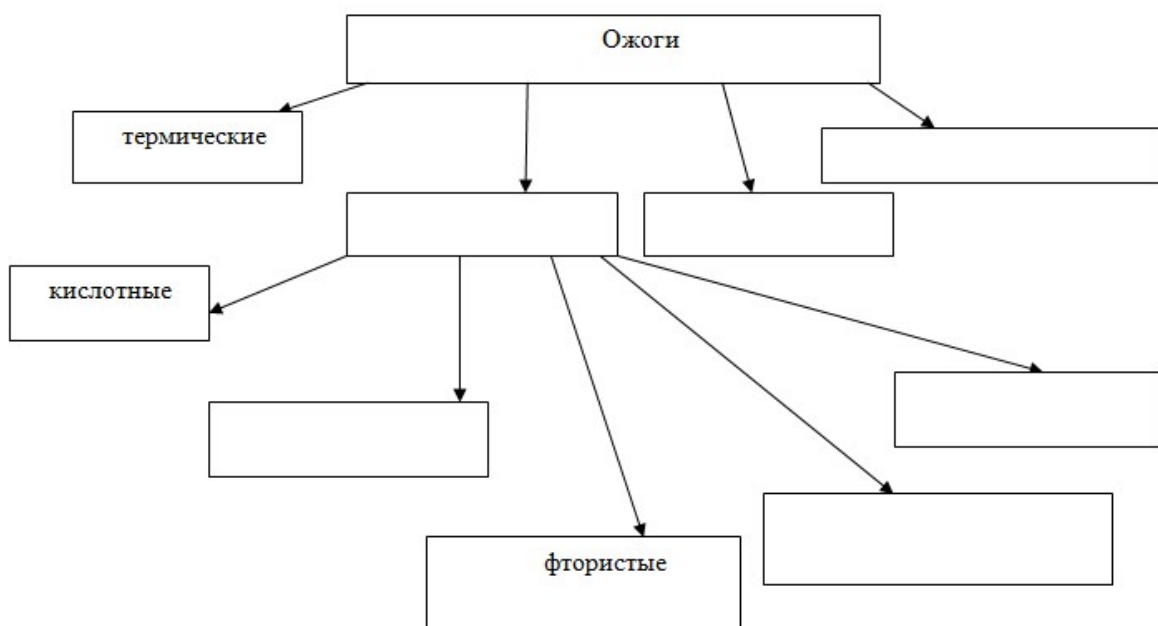 Ожоги
термические
кислотные
фтористые